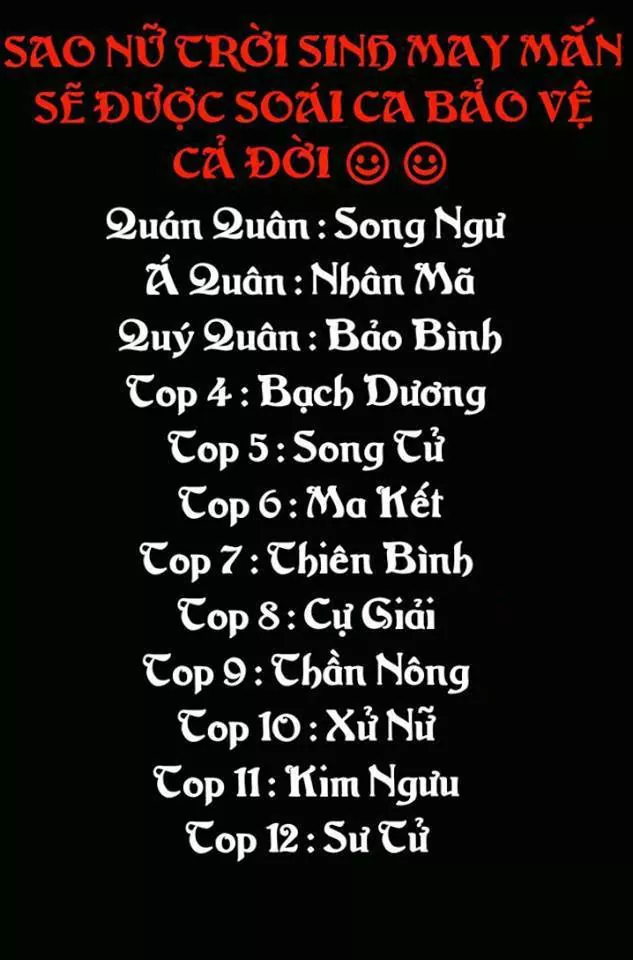 SAO NỮ TRỜI SINH MAY MẮN
SẼ ĐƯỢC SOÁI CA BẢO VỆ
CẢ ĐỜI ☺ ☺
Quán Quân : Song Ngư
Á Quân : Nhân Mã
Quý Quân : Bảo Bình
Top 4 : Bạch Dương
Top 5 : Song Tử
Top 6 : Ma Kết
Top 7 : Thiên Bình
Top 8 : Cự Giải
Top 9 : Thần Nông
Top 10 : Xử Nữ
Top 11 : Kim Ngưu
Top 12 : Sư Tử